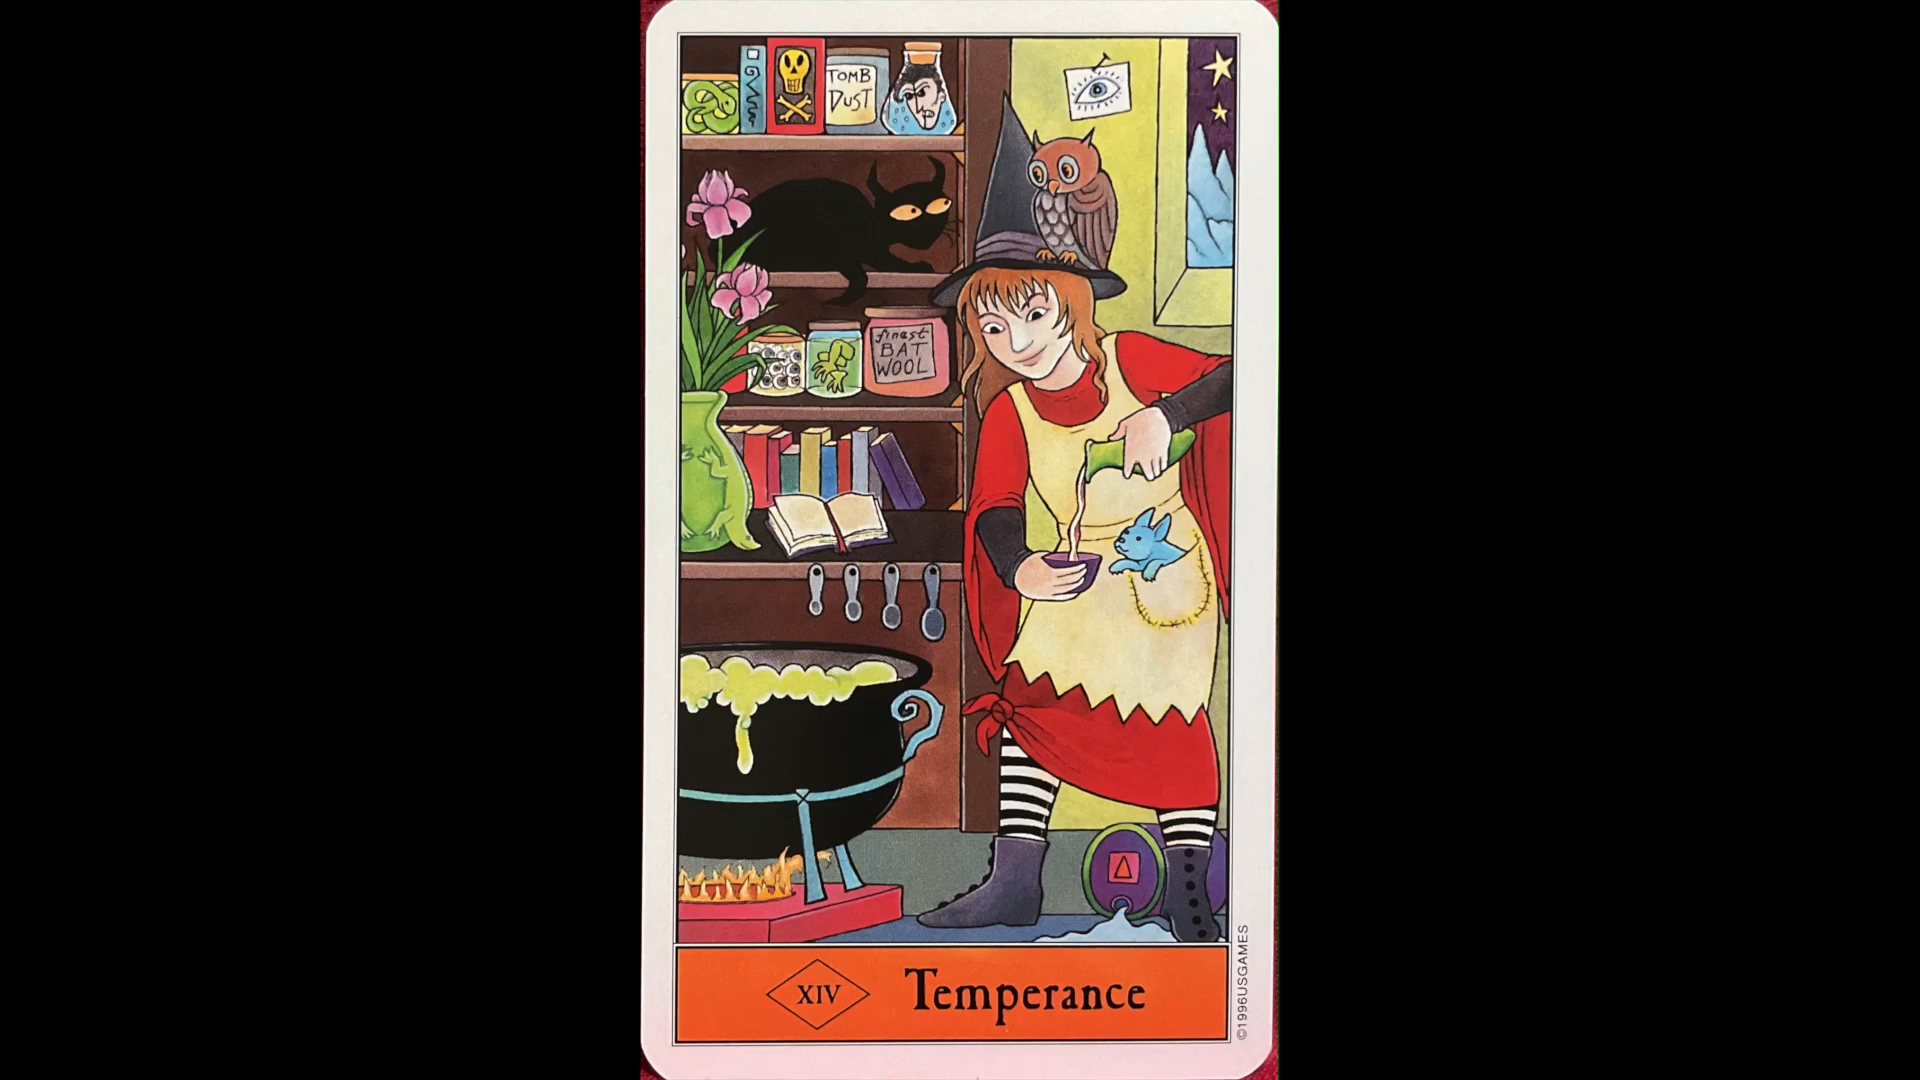 TOMB
DUST
finest
BAT
WOOL
XIV
Temperance
©1996USGAMES